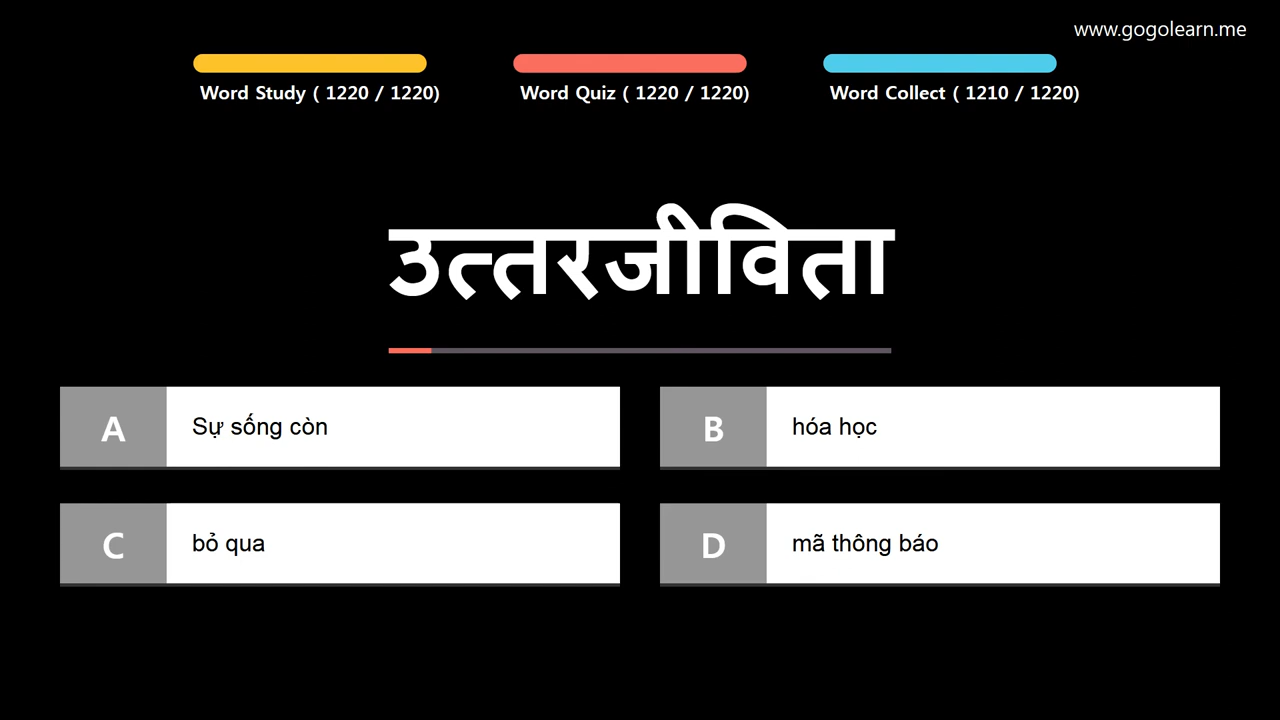 www.gogolearn.me
Word Study ( 1220 / 1220)
Word Quiz ( 1220 / 1220)
Word Collect ( 1210 / 1220)
उत्तरजीविता
A
Sự sống còn
B
hóa học
C
bỏ qua
D
mã thông báo